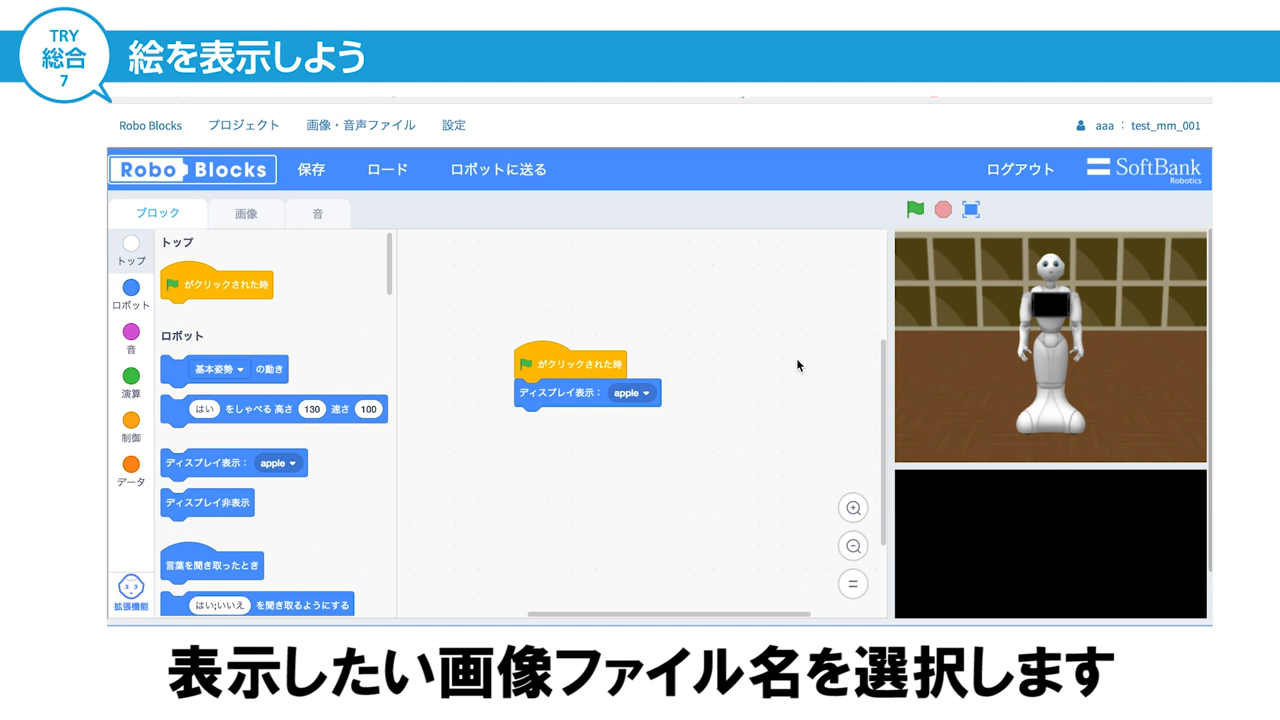 TRY
総合
7
絵を表示しよう
Robo Blocks プロジェクト 画像・音声ファイル 設定 aaa : test_mm_001
Robo Blocks 保存 ロード ロボットに送る ログアウト SoftBank
Robotics
ブロック 画像 音
トップ
ロボット
音
演算
制御
データ
拡張機能
トップ
がクリックされた時
ロボット
基本姿勢 の動き
はい をしゃべる 高さ 130 速さ 100
ディスプレイ表示： apple
ディスプレイ非表示
言葉を聞き取ったとき
はい;いいえ を聞き取るようにする
がクリックされた時
ディスプレイ表示： apple
表示したい画像ファイル名を選択します